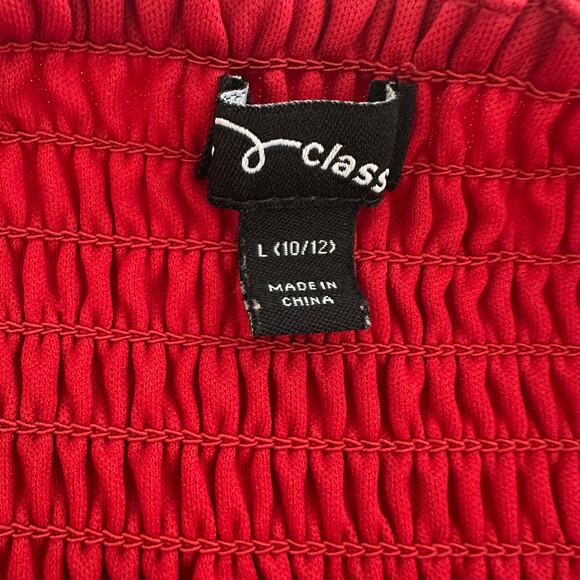 class
L (10/12)
MADE IN
CHINA